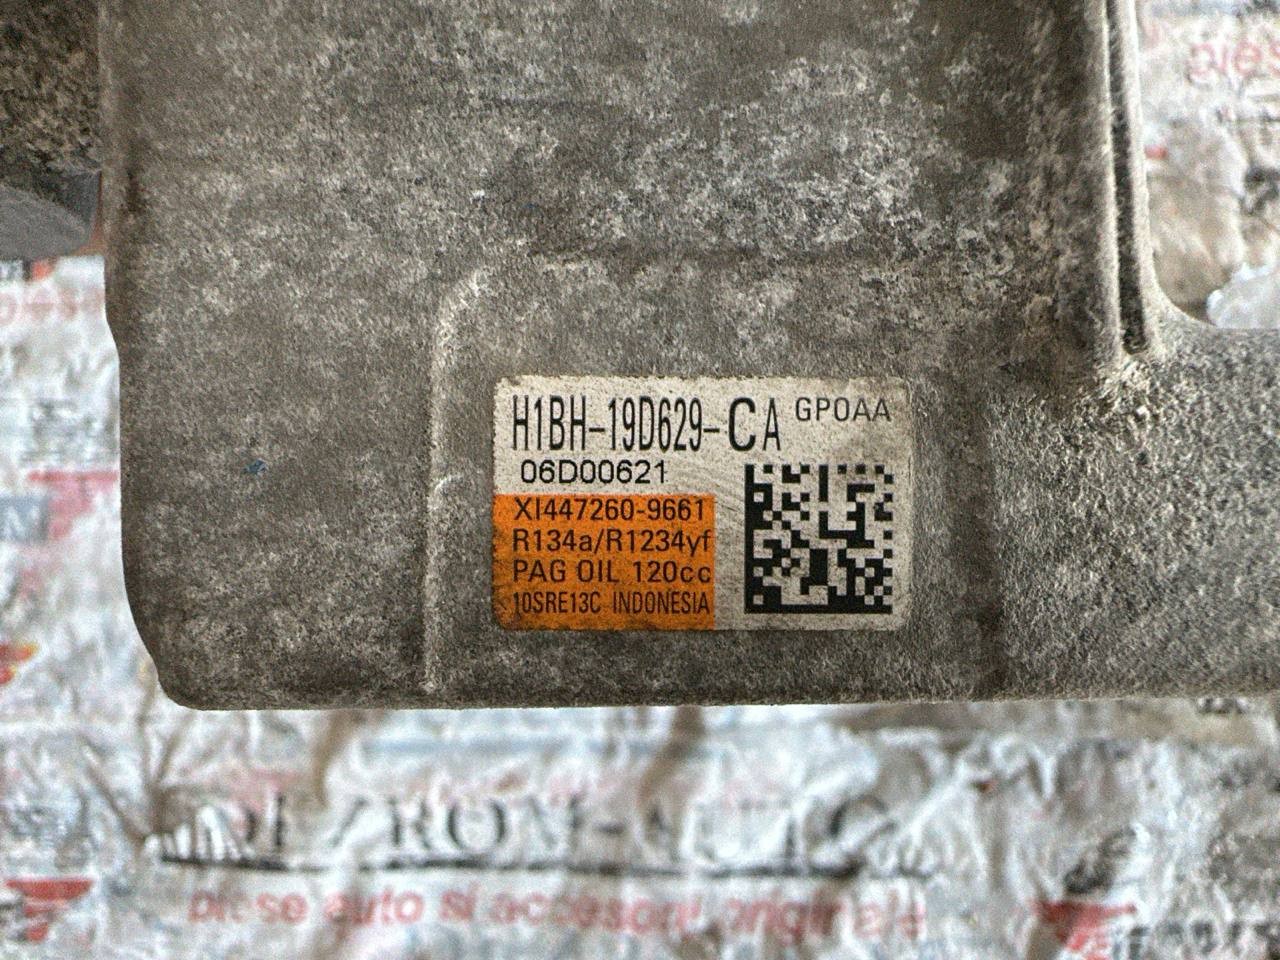 H1BH-19D629-CA GPOAA
06D00621
XI447260-9661
R134a/R1234yf
PAG OIL 120cc
10SRE13C INDONESIA
piese auto si accesorii originale